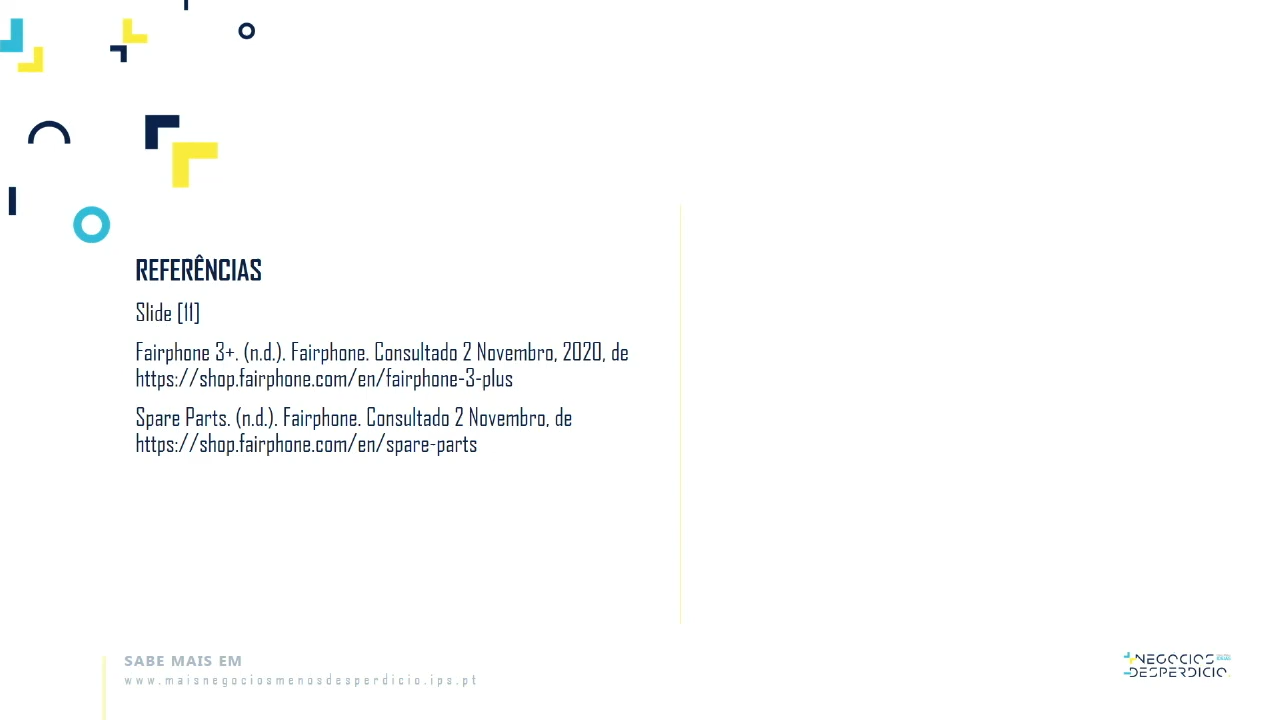 REFERÊNCIAS
Slide [11]
Fairphone 3+. (n.d.). Fairphone. Consultado 2 Novembro, 2020, de
https://shop.fairphone.com/en/fairphone-3-plus
Spare Parts. (n.d.). Fairphone. Consultado 2 Novembro, de
https://shop.fairphone.com/en/spare-parts
SABE MAIS EM
www.maisnegociosmenosdesperdicio.ips.pt
NEGOCIOS
DESPERDICIO